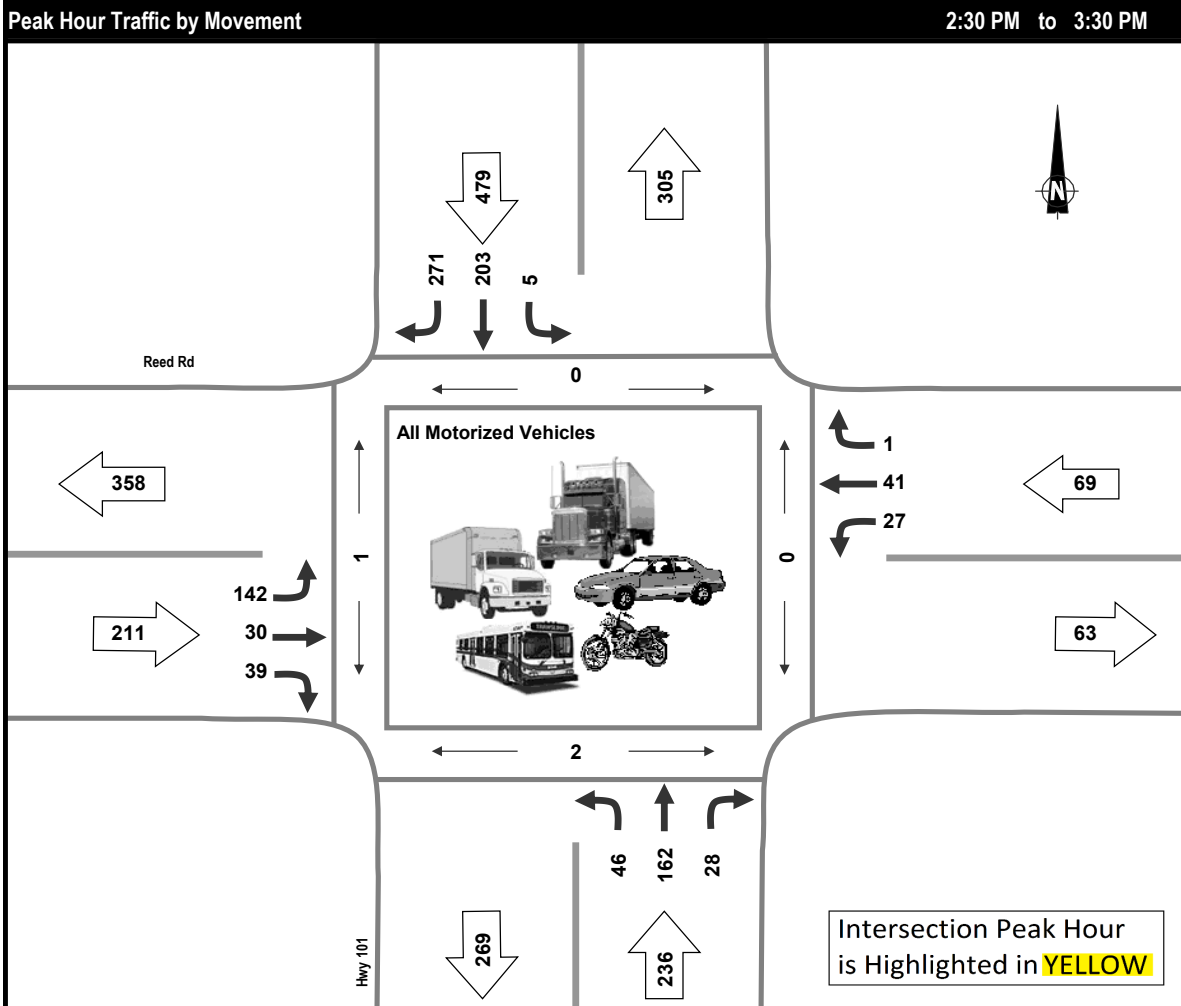 Peak Hour Traffic by Movement 2:30 PM to 3:30 PM
N
479
305
271 203 5
Reed Rd
0
All Motorized Vehicles
1
358
41
69
27
1
0
142
211
30
63
39
2
46 162 28
Hwy 101
269
236
Intersection Peak Hour
is Highlighted in YELLOW